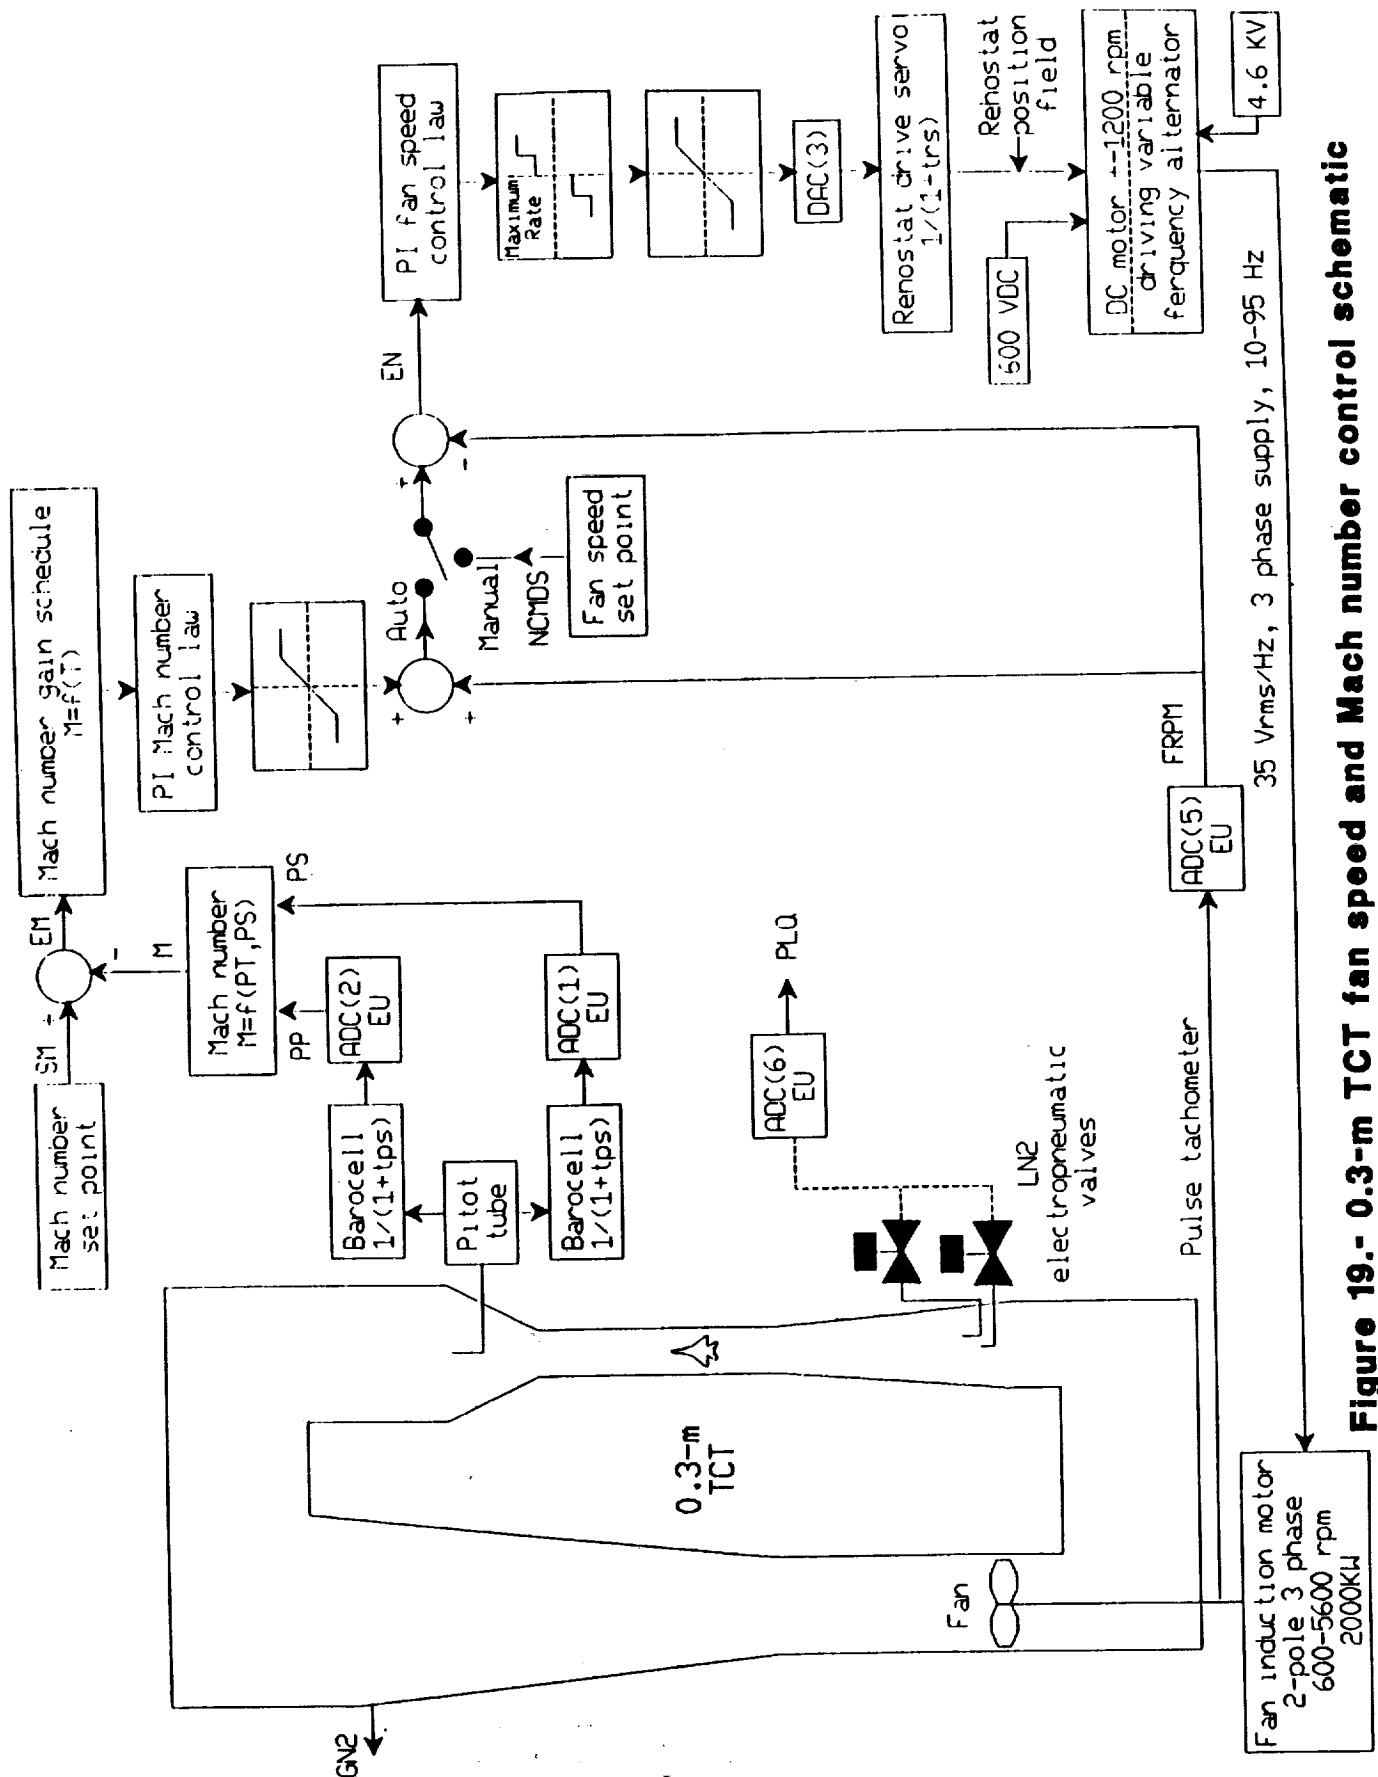 Mach number
set point
SM
+
-
EM
Mach number gain schedule
M=f(T)
M
Mach number
M=f(PT,PS)
PP
PS
PI Mach number
control law
ADC(2)
EU
ADC(1)
EU
Barocell
1/(1+tps)
Barocell
1/(1+tps)
Pitot
tube
+
+
Auto
Manual
NCMDS
Fan speed
set point
+
-
EN
PI fan speed
control law
Maximum
Rate
DAC(3)
Renostat drive servo
1/(1-trs)
Rehostat
position
field
600 VDC
DC motor --1200 rpm
driving variable
ferquency alternator
4.6 KV
ADC(6)
EU
PLQ
LN2
electropneumatic
valves
0.3-m
TCT
Fan
GN2
Pulse tachometer
ADC(5)
EU
FRPM
35 Vrms/Hz, 3 phase supply, 10-95 Hz
Fan induction motor
2-pole 3 phase
600-5600 rpm
2000KW
Figure 19.- 0.3-m TCT fan speed and Mach number control schematic